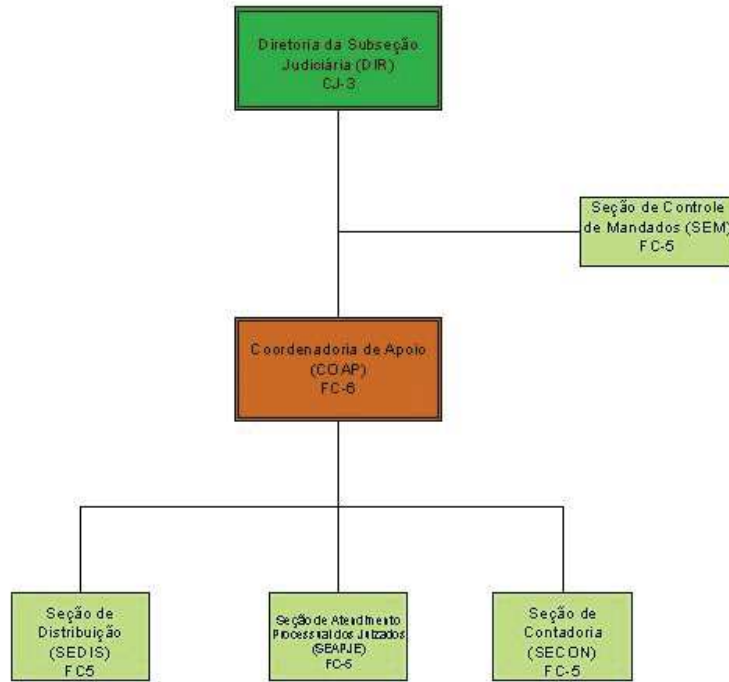 Diretoria da Subseção
Judiciária (DIR)
CJ-3
Seção de Controle
de Mandados (SEM)
FC-5
Coordenadoria de Apoio
(COAP)
FC-6
Seção de
Distribuição
(SEDIS)
FC5
Seção de Atendimento
Processual dos Juizados
(SEAPJE)
FC-5
Seção de
Contadoria
(SECON)
FC-5